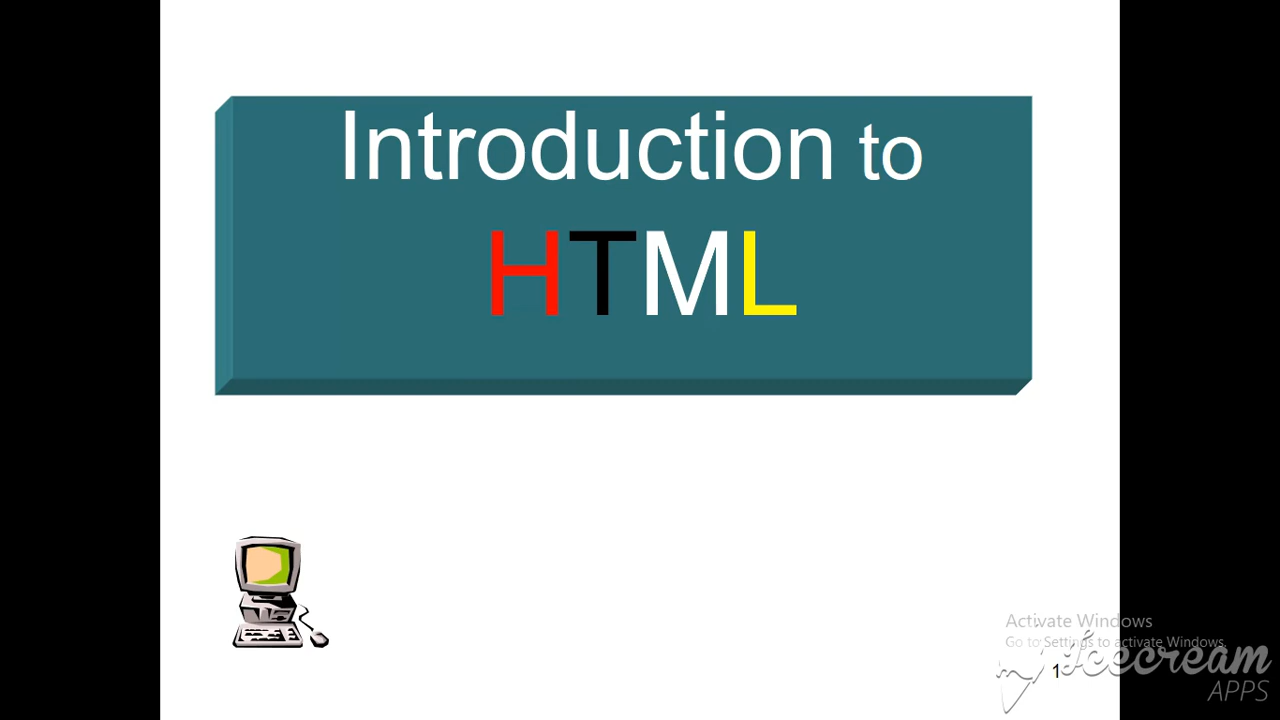 Introduction to
HTML
Activate Windows
Go to Settings to activate Windows.
1
Icecream
APPS